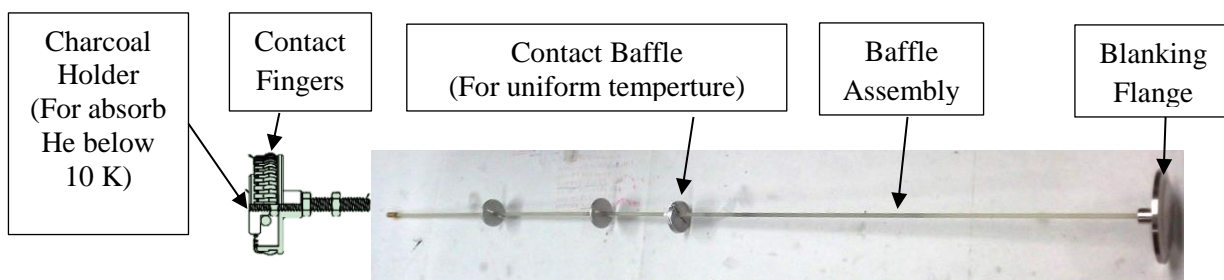 Charcoal
Holder
(For absorb
He below
10 K)
Contact
Fingers
Contact Baffle
(For uniform temperture)
Baffle
Assembly
Blanking
Flange